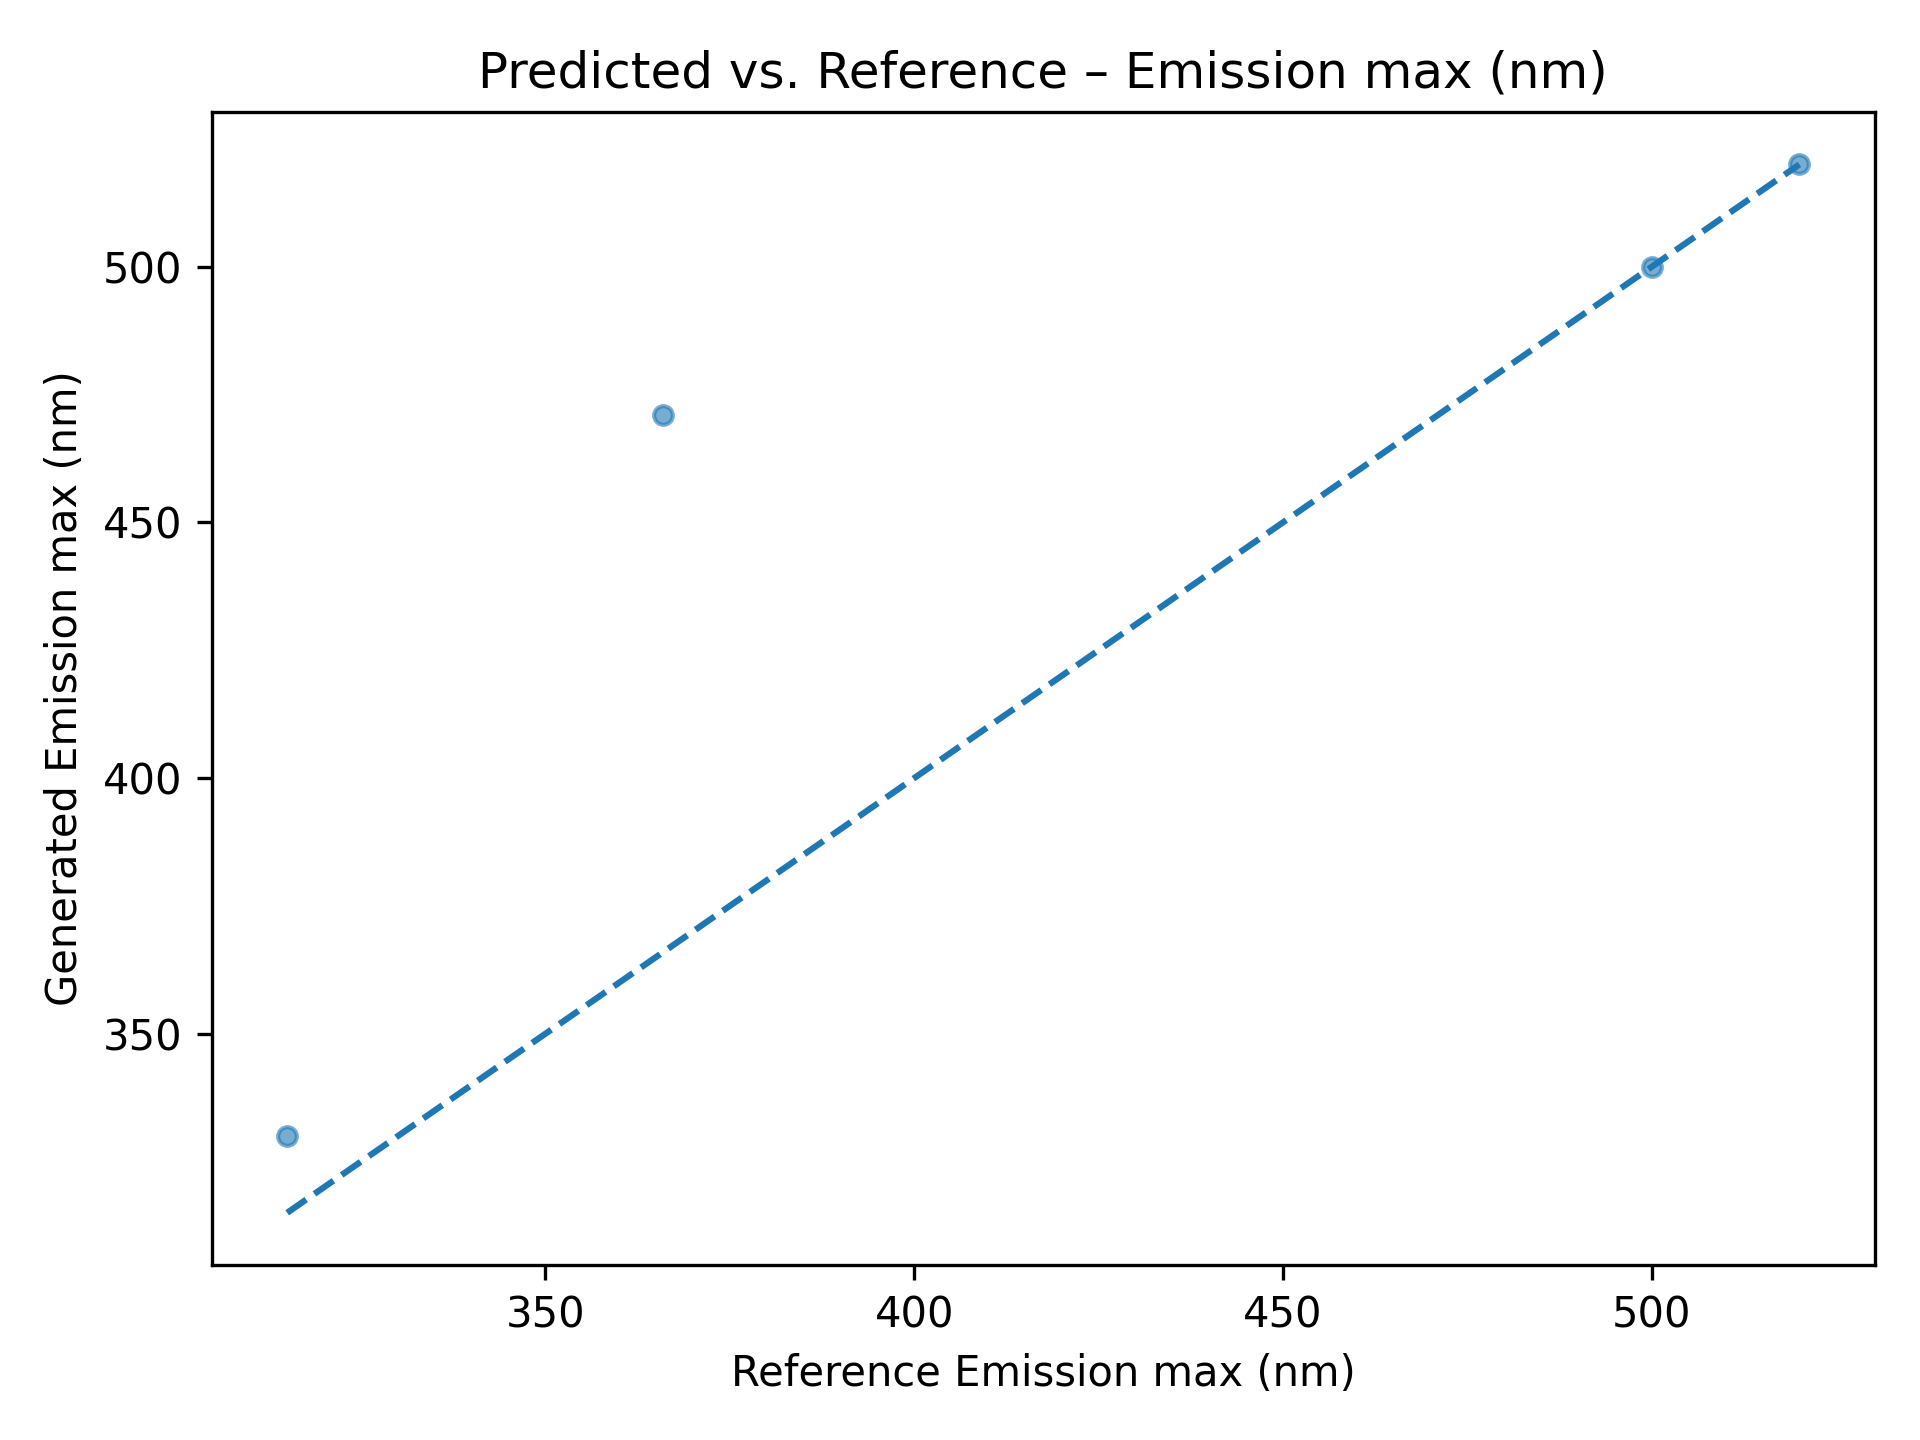 Predicted vs. Reference – Emission max (nm)
Generated Emission max (nm)
500
450
400
350
350
400
450
500
Reference Emission max (nm)